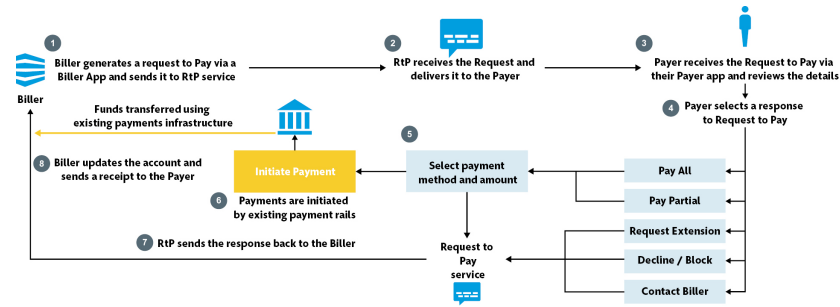 1
Biller generates a request to Pay via a
Biller App and sends it to RtP service
Biller
2
RtP receives the Request and
delivers it to the Payer
3
Payer receives the Request to Pay via
their Payer app and reviews the details
4
Payer selects a response
to Request to Pay
Funds transferred using
existing payments infrastructure
5
Select payment
method and amount
Initiate Payment
6
Payments are initiated
by existing payment rails
8
Biller updates the account and
sends a receipt to the Payer
Pay All
Pay Partial
Request Extension
Decline / Block
Contact Biller
7
RtP sends the response back to the Biller
Request to
Pay
service